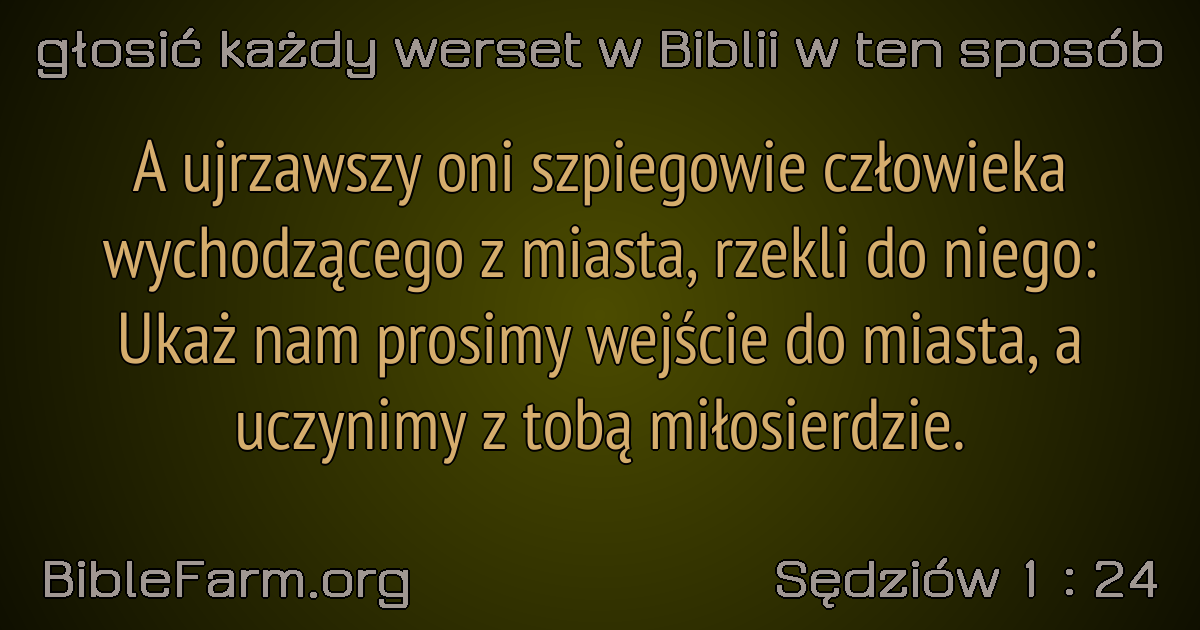 głosić każdy werset w Biblii w ten sposób
A ujrzawszy oni szpiegowie człowieka
wychodzącego z miasta, rzekli do niego:
Ukaż nam prosimy wejście do miasta, a
uczynimy z tobą miłosierdzie.
BibleFarm.org
Sędziów 1 : 24